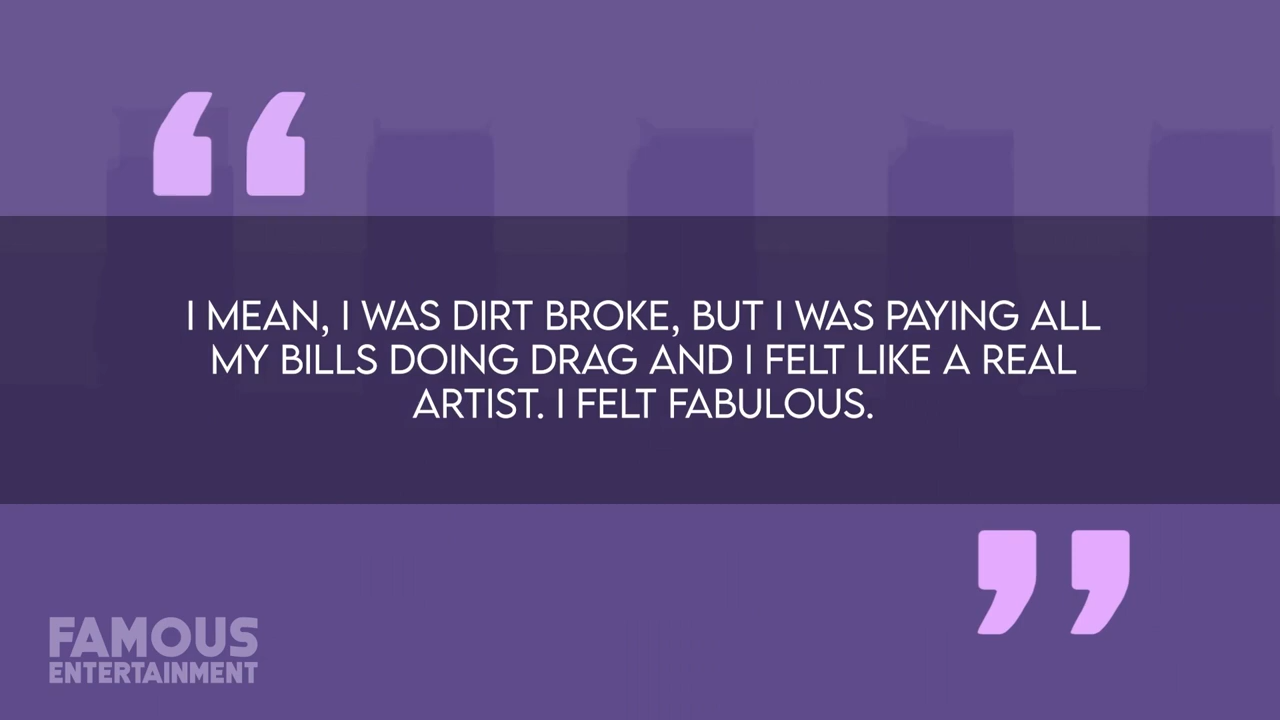 I MEAN, I WAS DIRT BROKE, BUT I WAS PAYING ALL
MY BILLS DOING DRAG AND I FELT LIKE A REAL
ARTIST. I FELT FABULOUS.
FAMOUS
ENTERTAINMENT